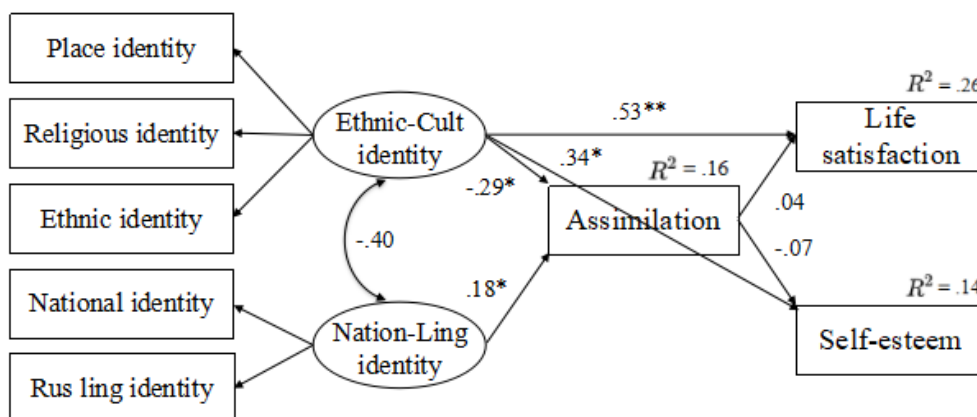 Place identity
Religious identity
Ethnic identity
National identity
Rus ling identity
Ethnic-Cult
identity
-.40
Nation-Ling
identity
.53**
.34*
-.29*
.18*
R² = .16
Assimilation
.04
-.07
R² = .26
Life
satisfaction
R² = .14
Self-esteem